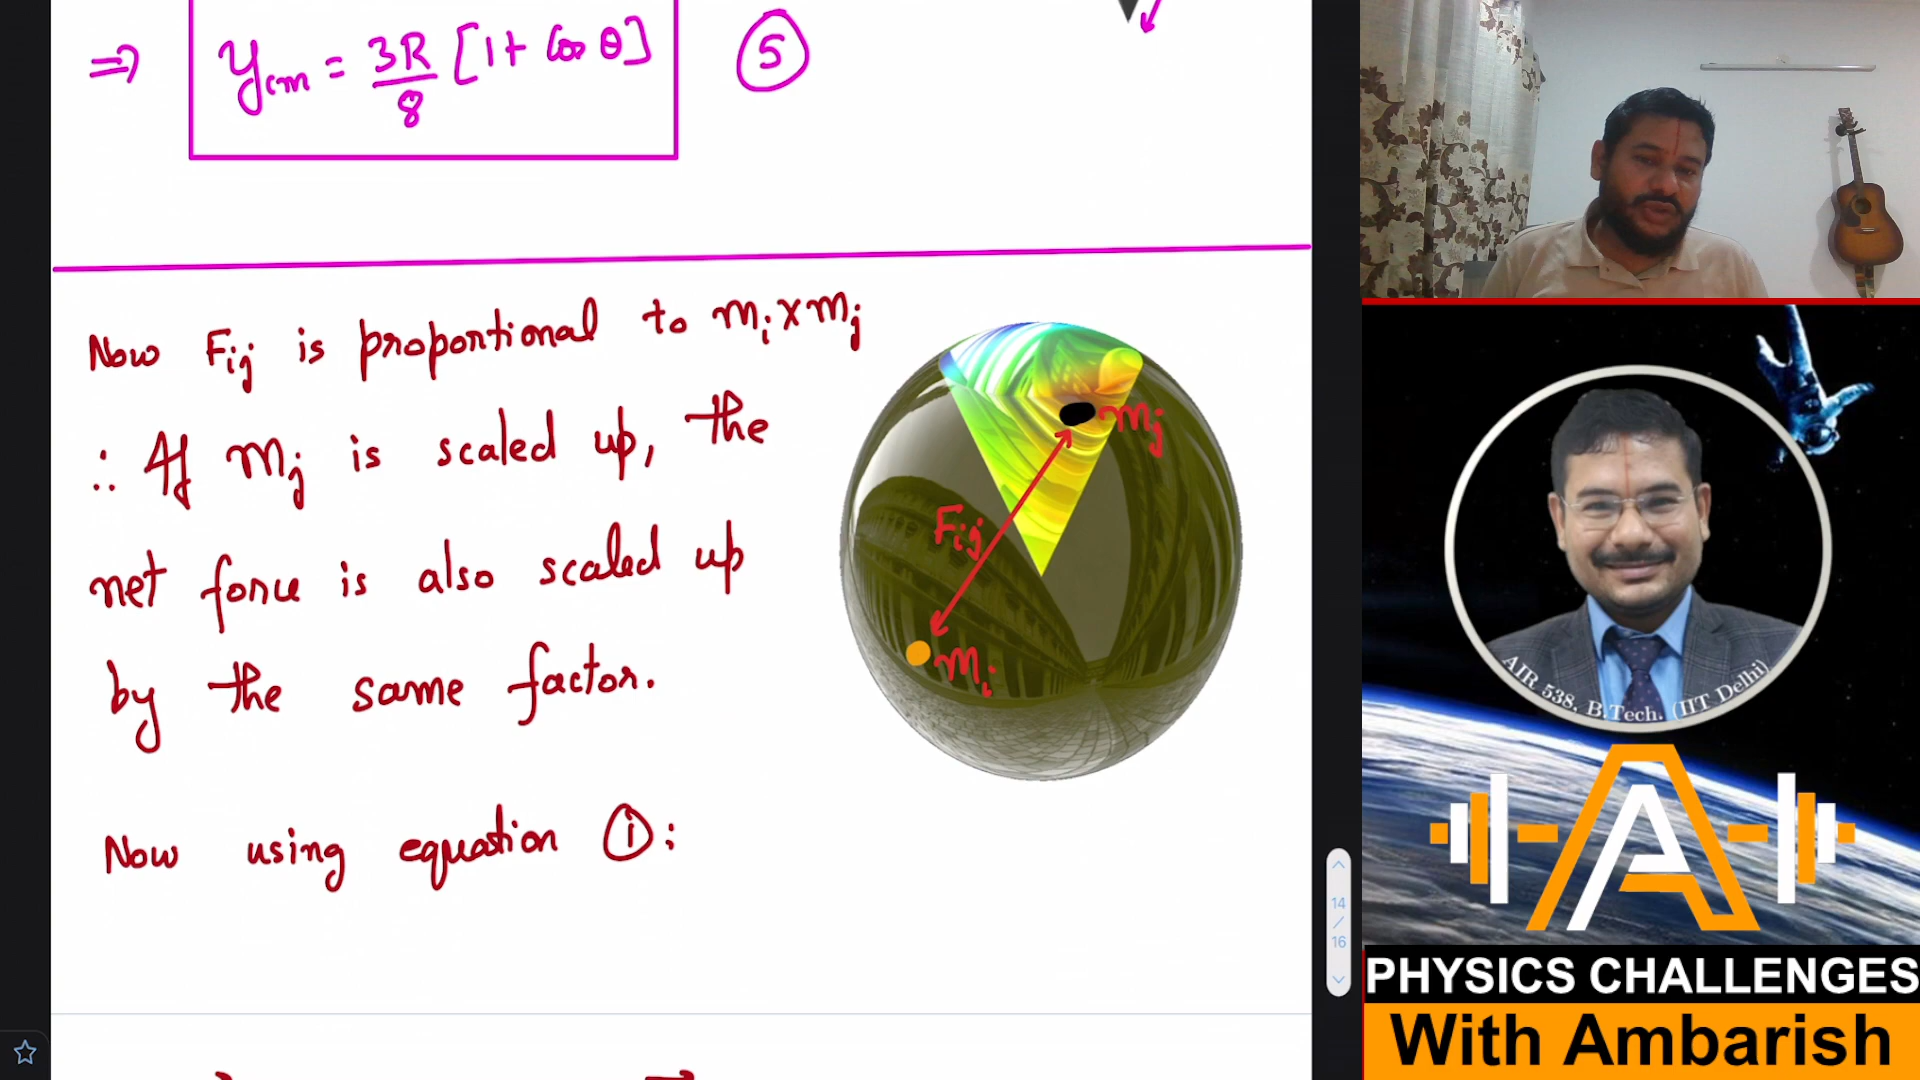 ⇒ y_cm = 3R/8 [1 + Cos θ] ⑤
Now F_ij is proportional to m_i × m_j
∴ If m_j is scaled up, the
net force is also scaled up
by the same factor.
Now using equation ①:
m_j
F_ij
m_i
14
/
16
AIR 538, B.Tech. (IIT Delhi)
A
PHYSICS CHALLENGES
With Ambarish